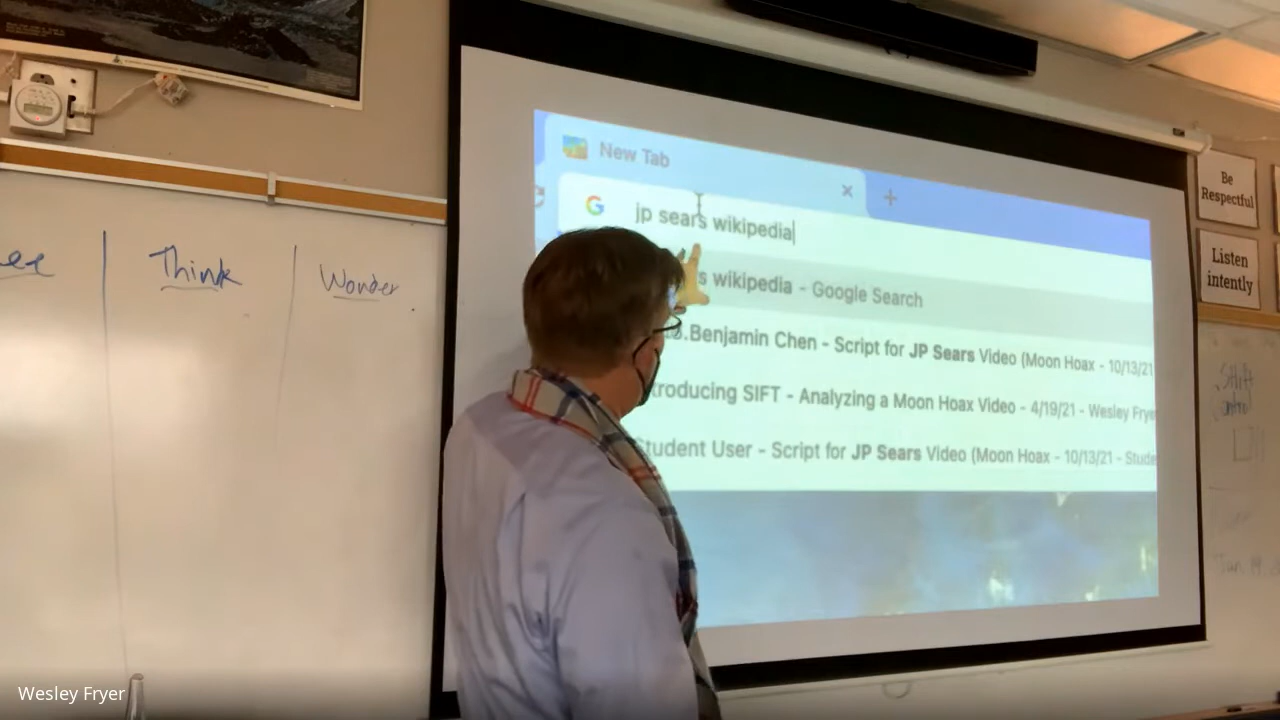 Think
Wonder
New Tab
jp sears wikipedia
s wikipedia - Google Search
.Benjamin Chen - Script for JP Sears Video (Moon Hoax - 10/13/21
troducing SIFT - Analyzing a Moon Hoax Video - 4/19/21 - Wesley Frye
Student User - Script for JP Sears Video (Moon Hoax - 10/13/21 - Stude
Be
Respectful
Listen
intently
Wesley Fryer